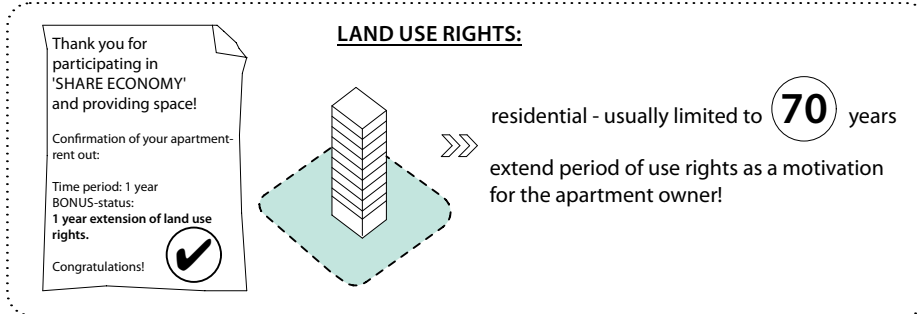 Thank you for
participating in
'SHARE ECONOMY'
and providing space!
Confirmation of your apartment-
rent out:
Time period: 1 year
BONUS-status:
1 year extension of land use
rights.
Congratulations!
LAND USE RIGHTS:
residential - usually limited to 70 years
extend period of use rights as a motivation
for the apartment owner!